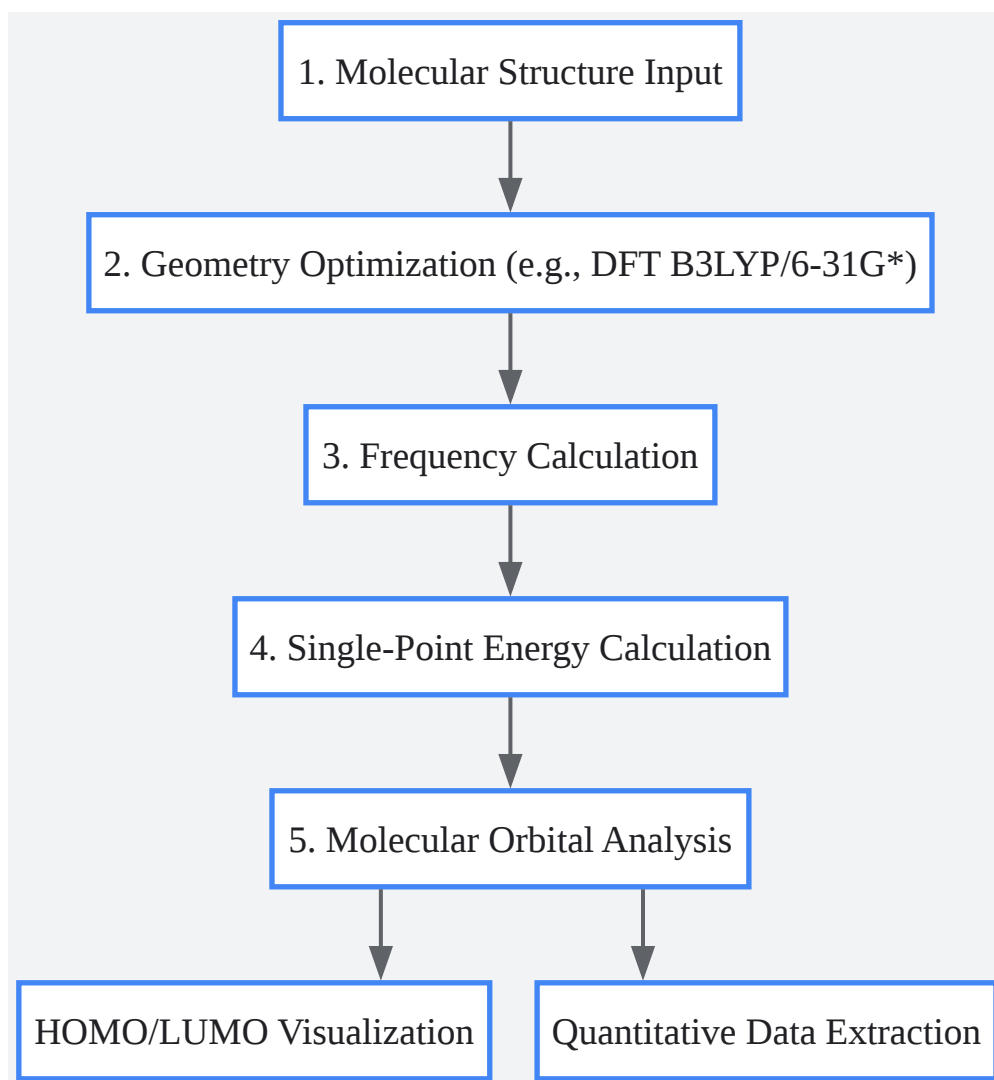 1. Molecular Structure Input
2. Geometry Optimization (e.g., DFT B3LYP/6-31G*)
3. Frequency Calculation
4. Single-Point Energy Calculation
5. Molecular Orbital Analysis
HOMO/LUMO Visualization
Quantitative Data Extraction